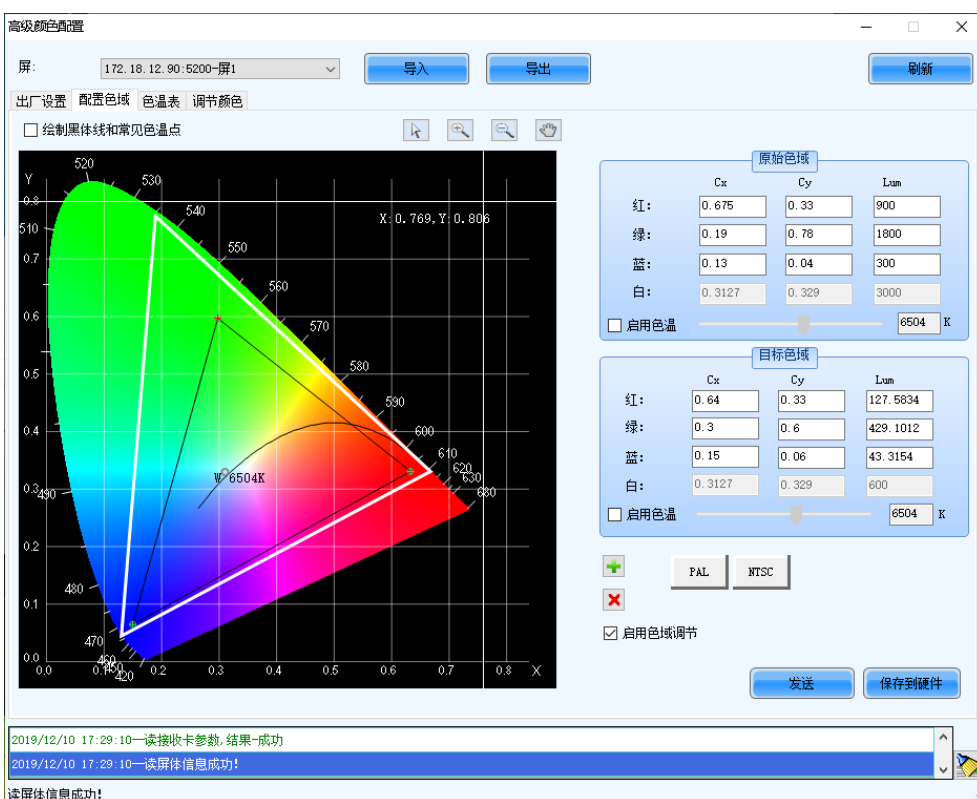 高级颜色配置
屏: 172.18.12.90:5200-屏1 导入 导出 刷新
出厂设置 配置色域 色温表 调节颜色
绘制黑体线和常见色温点
Y
X:0.769,Y:0.806
520
530
540
550
560
570
580
590
600
610
620
630
680
510
490
480
470
460
450
420
0.8
0.7
0.6
0.5
0.4
0.3
0.2
0.1
0.0
W 6504K
0.0 0.1 0.2 0.3 0.4 0.5 0.6 0.7 0.8 X
原始色域
Cx Cy Lum
红: 0.675 0.33 900
绿: 0.19 0.78 1800
蓝: 0.13 0.04 300
白: 0.3127 0.329 3000
启用色温 6504 K
目标色域
Cx Cy Lum
红: 0.64 0.33 127.5834
绿: 0.3 0.6 429.1012
蓝: 0.15 0.06 43.3154
白: 0.3127 0.329 600
启用色温 6504 K
PAL NTSC
启用色域调节
发送 保存到硬件
2019/12/10 17:29:10—读接收卡参数,结果-成功
2019/12/10 17:29:10—读屏体信息成功!
读屏体信息成功!